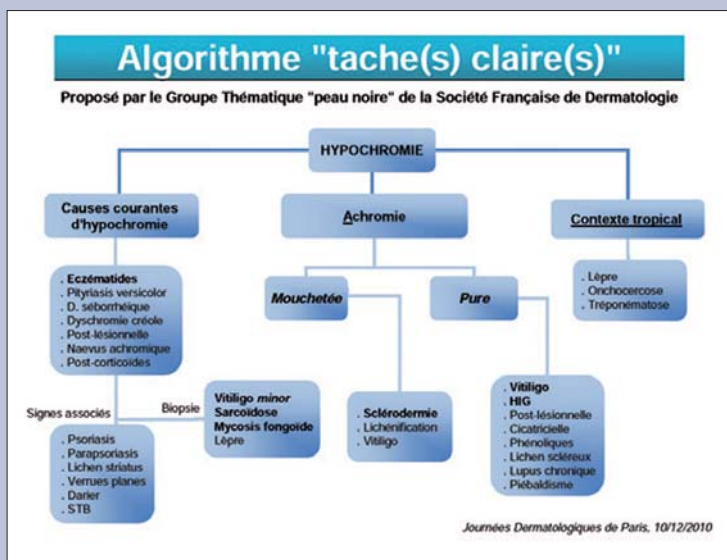 Algorithme "tache(s) claire(s)"
Proposé par le Groupe Thématique "peau noire" de la Société Française de Dermatologie
HYPOCHROMIE
Causes courantes
d'hypochromie
Achromie
Contexte tropical
. Eczématides
. Pityriasis versicolor
. D. séborrhéique
. Dyschromie créole
. Post-lésionnelle
. Naevus achromique
. Post-corticoïdes
Mouchetée
Pure
. Lèpre
. Onchocercose
. Tréponématose
Signes associés
Biopsie
. Psoriasis
. Parapsoriasis
. Lichen striatus
. Verrues planes
. Darier
. STB
Vitiligo minor
Sarcoïdose
Mycosis fongoïde
Lèpre
. Sclérodermie
. Lichénification
. Vitiligo
. Vitiligo
. HIG
. Post-lésionnelle
. Cicatricielle
. Phénoliques
. Lichen scléreux
. Lupus chronique
. Piébaldisme
Journées Dermatologiques de Paris, 10/12/2010